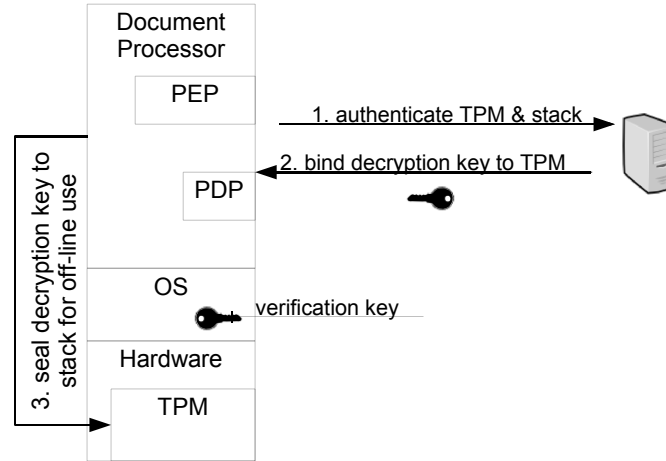 Document
Processor
PEP
1. authenticate TPM & stack
2. bind decryption key to TPM
PDP
3. seal decryption key to
stack for off-line use
OS
verification key
Hardware
TPM